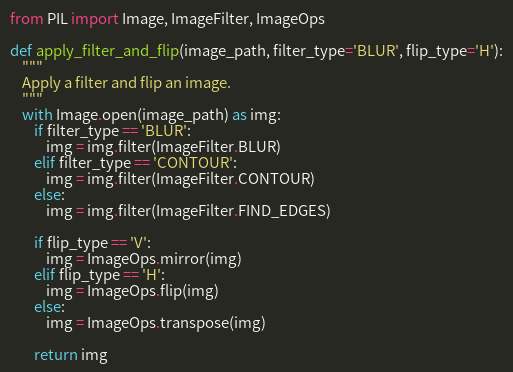 from PIL import Image, ImageFilter, ImageOps

def apply_filter_and_flip(image_path, filter_type='BLUR', flip_type='H'):
    """
    Apply a filter and flip an image.
    """
    with Image.open(image_path) as img:
        if filter_type == 'BLUR':
            img = img.filter(ImageFilter.BLUR)
        elif filter_type == 'CONTOUR':
            img = img.filter(ImageFilter.CONTOUR)
        else:
            img = img.filter(ImageFilter.FIND_EDGES)

        if flip_type == 'V':
            img = ImageOps.mirror(img)
        elif flip_type == 'H':
            img = ImageOps.flip(img)
        else:
            img = ImageOps.transpose(img)

        return img